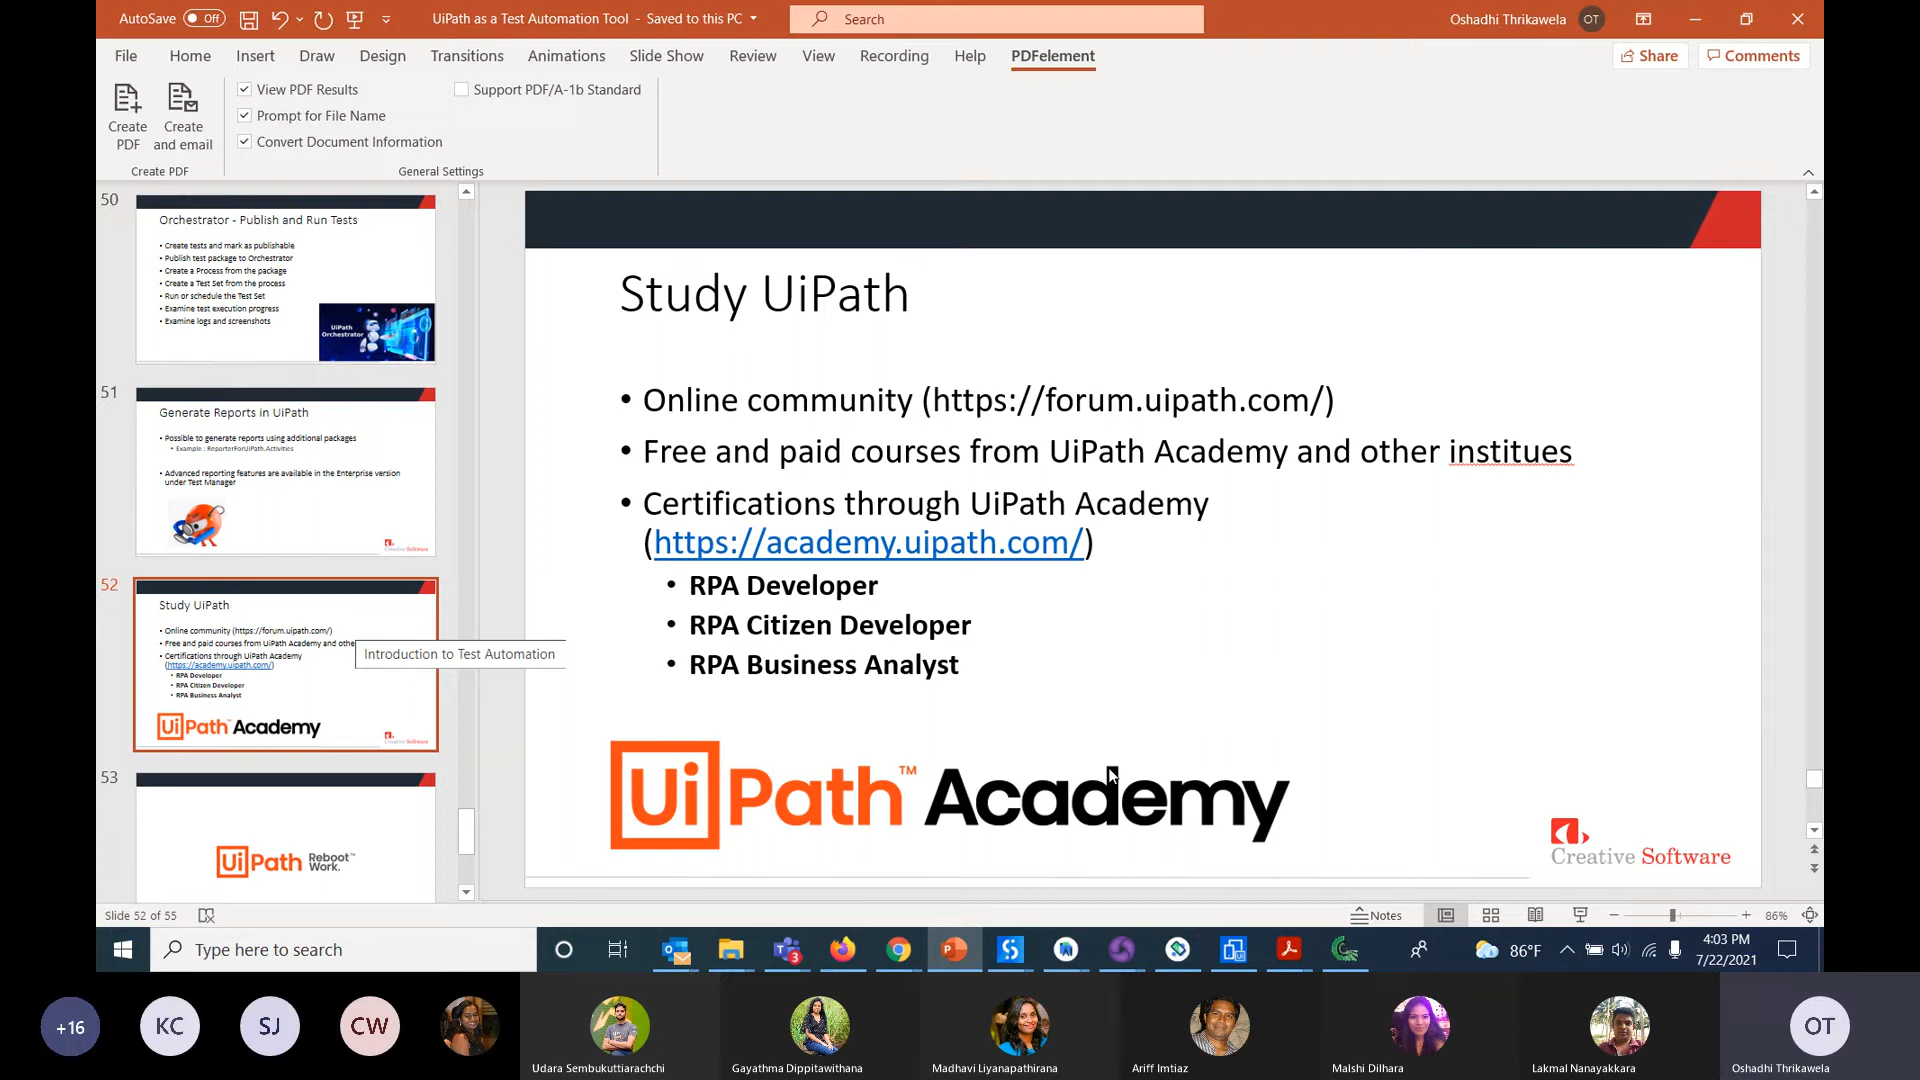 AutoSave Off
UiPath as a Test Automation Tool - Saved to this PC
Search
Oshadhi Thrikawela OT
File Home Insert Draw Design Transitions Animations Slide Show Review View Recording Help PDFelement
Share Comments
Create PDF
Create and email
View PDF Results
Prompt for File Name
Convert Document Information
Support PDF/A-1b Standard
Create PDF
General Settings
50
Orchestrator - Publish and Run Tests
• Create tests and mark as publishable
• Publish test package to Orchestrator
• Create a Process from the package
• Create a Test Set from the process
• Run or schedule the Test Set
• Examine test execution progress
• Examine logs and screenshots
UiPath
Orchestrator
51
Generate Reports in UiPath
• Possible to generate reports using additional packages
• Example : ReporterForUiPath.Activities
• Advanced reporting features are available in the Enterprise version
under Test Manager
Creative Software
52
Study UiPath
• Online community (https://forum.uipath.com/)
• Free and paid courses from UiPath Academy and other
• Certifications through UiPath Academy
(https://academy.uipath.com/)
• RPA Developer
• RPA Citizen Developer
• RPA Business Analyst
UiPath™ Academy
Creative Software
Introduction to Test Automation
53
UiPath Reboot Work.™
Study UiPath
• Online community (https://forum.uipath.com/)
• Free and paid courses from UiPath Academy and other institues
• Certifications through UiPath Academy
(https://academy.uipath.com/)
• RPA Developer
• RPA Citizen Developer
• RPA Business Analyst
UiPath™ Academy
Creative Software
Slide 52 of 55
Notes
86%
Type here to search
3
86°F
4:03 PM
7/22/2021
+16
KC
SJ
CW
Udara Sembukuttiarachchi
Gayathma Dippitawithana
Madhavi Liyanapathirana
Ariff Imtiaz
Malshi Dilhara
Lakmal Nanayakkara
OT
Oshadhi Thrikawela